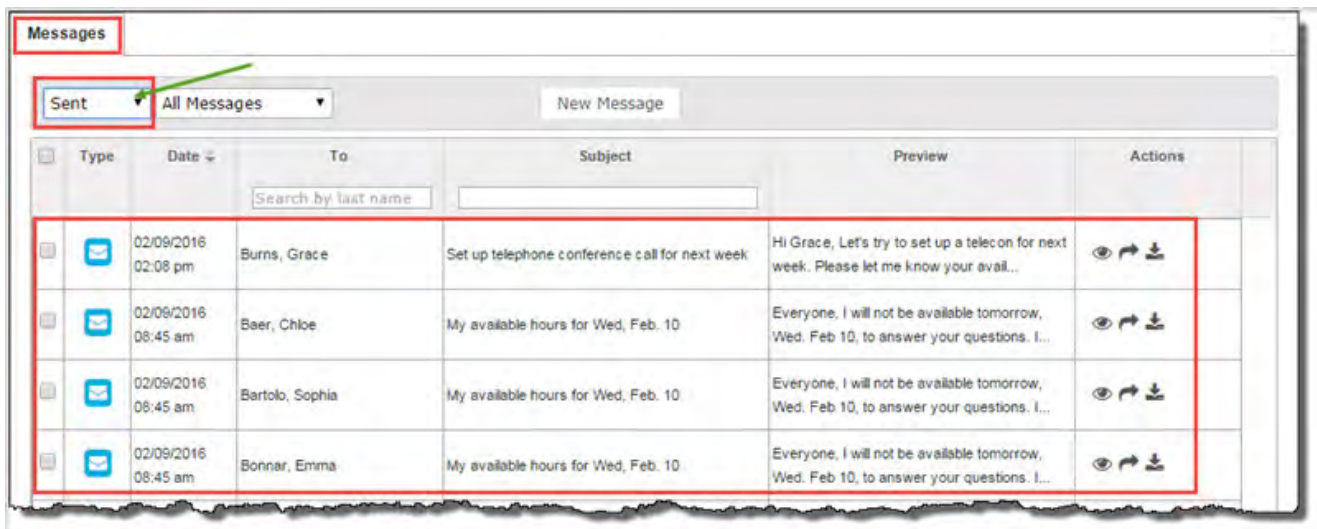 Messages
Sent All Messages New Message
Type Date To Subject Preview Actions
Search by last name
02/09/2016
02:08 pm
Burns, Grace
Set up telephone conference call for next week
Hi Grace, Let's try to set up a telecon for next
week. Please let me know your avail...
02/09/2016
08:45 am
Baer, Chloe
My available hours for Wed, Feb. 10
Everyone, I will not be available tomorrow,
Wed. Feb 10, to answer your questions. I...
02/09/2016
08:45 am
Bartolo, Sophia
My available hours for Wed, Feb. 10
Everyone, I will not be available tomorrow,
Wed. Feb 10, to answer your questions. I...
02/09/2016
08:45 am
Bonnar, Emma
My available hours for Wed, Feb. 10
Everyone, I will not be available tomorrow,
Wed. Feb 10, to answer your questions. I...